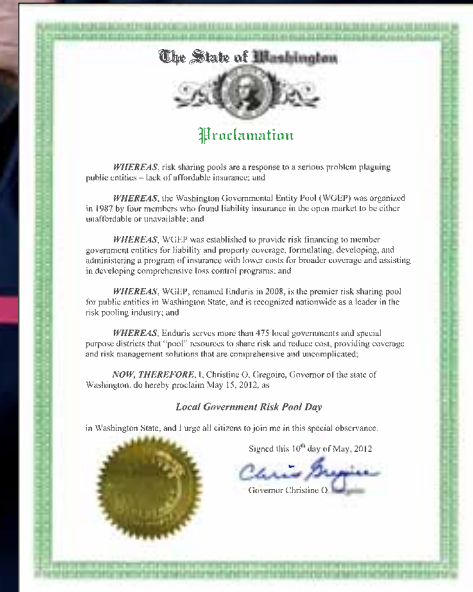 The State of Washington
Proclamation
WHEREAS, risk sharing pools are a response to a serious problem plaguing
public entities – lack of affordable insurance; and
WHEREAS, the Washington Governmental Entity Pool (WGEP) was organized
in 1987 by four members who found liability insurance in the open market to be either
unaffordable or unavailable; and
WHEREAS, WGEP was established to provide risk financing to member
government entities for liability and property coverage, formulating, developing, and
administering a program of insurance with lower costs for broader coverage and assisting
in developing comprehensive loss control programs; and
WHEREAS, WGEP, renamed Enduris in 2008, is the premier risk sharing pool
for public entities in Washington State, and is recognized nationwide as a leader in the
risk pooling industry; and
WHEREAS, Enduris serves more than 475 local governments and special
purpose districts that “pool” resources to share risk and reduce cost, providing coverage
and risk management solutions that are comprehensive and uncomplicated;
NOW, THEREFORE, I, Christine O. Gregoire, Governor of the state of
Washington, do hereby proclaim May 15, 2012, as
Local Government Risk Pool Day
in Washington State, and I urge all citizens to join me in this special observance.
Signed this 10th day of May, 2012
Chris Gregoire
Governor Christine O.